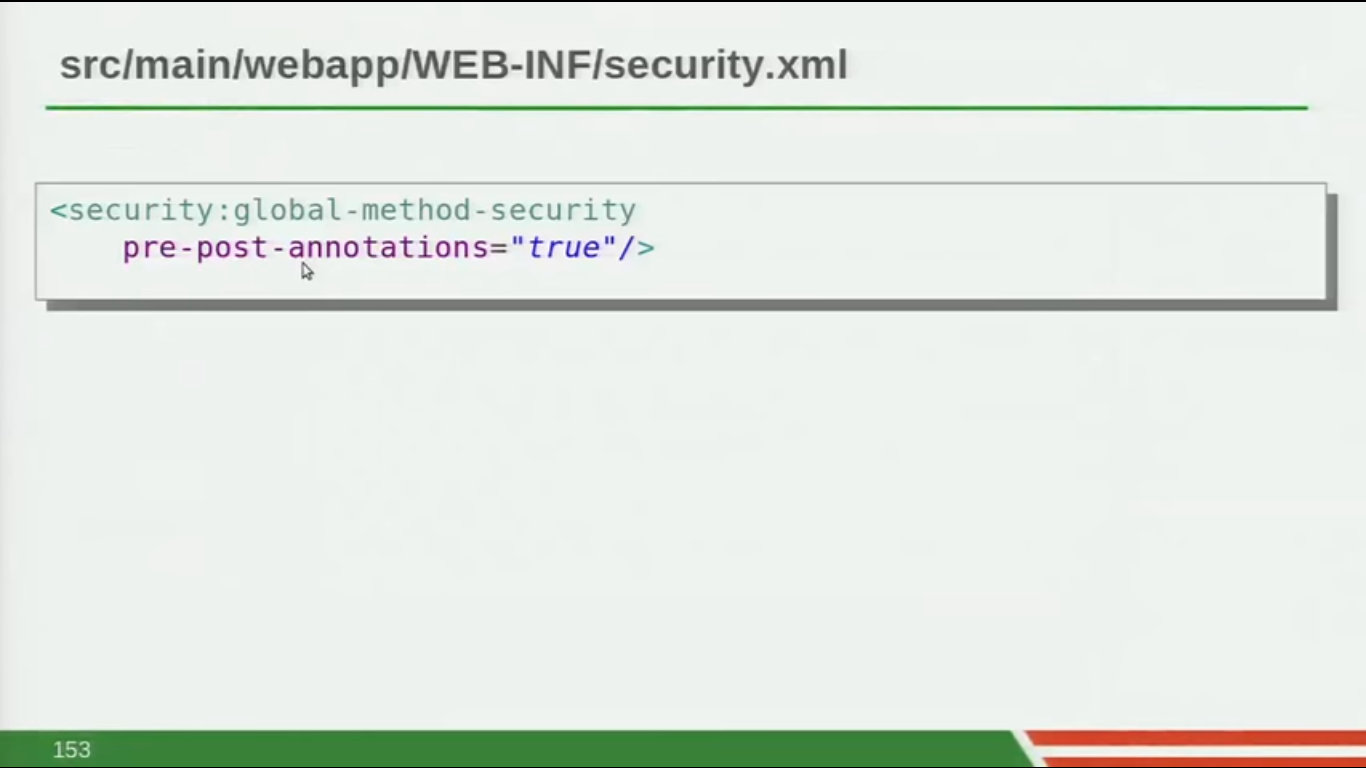 src/main/webapp/WEB-INF/security.xml
<security:global-method-security
    pre-post-annotations="true"/>
153